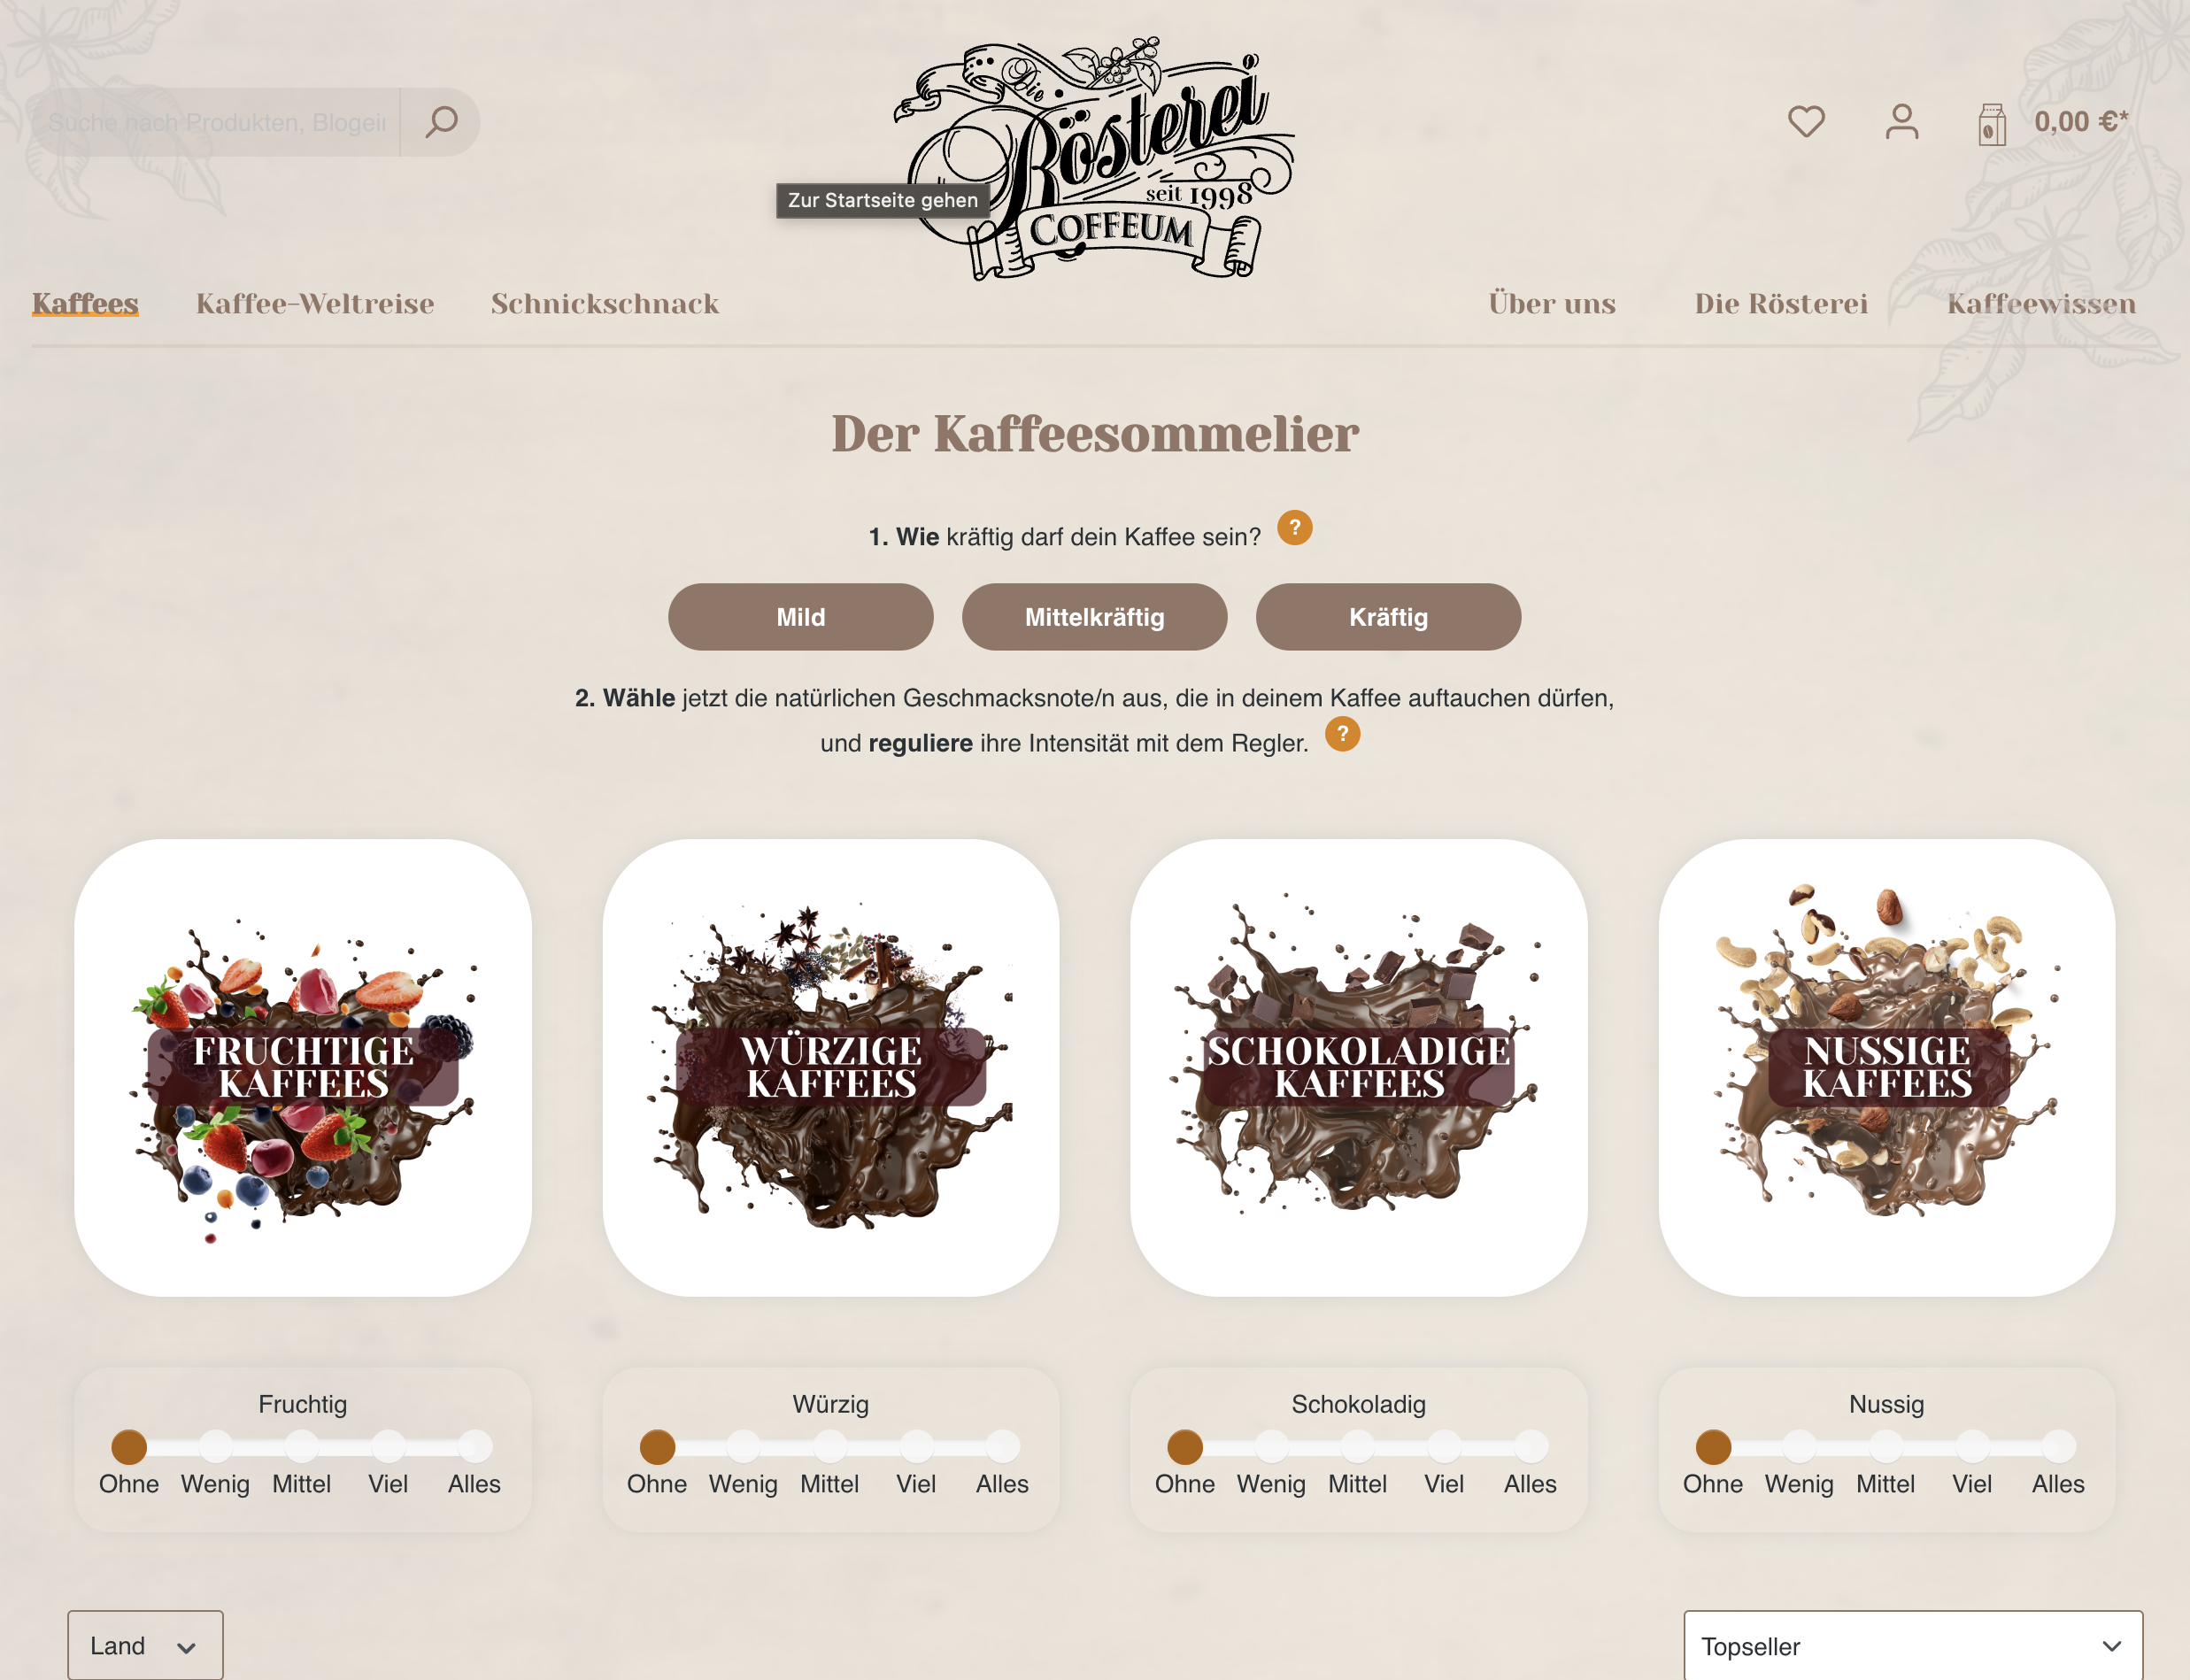 Die
Rösterei
Suche nach Produkten, Blogein
0,00 €*
seit 1998
Zur Startseite gehen
COFFEUM
Kaffees
Kaffee-Weltreise
Schnickschnack
Über uns
Die Rösterei
Kaffeewissen
Der Kaffeesommelier
1. Wie kräftig darf dein Kaffee sein? ?
Mild
Mittelkräftig
Kräftig
2. Wähle jetzt die natürlichen Geschmacksnote/n aus, die in deinem Kaffee auftauchen dürfen,
und reguliere ihre Intensität mit dem Regler. ?
FRUCHTIGE
KAFFEES
WÜRZIGE
KAFFEES
SCHOKOLADIGE
KAFFEES
NUSSIGE
KAFFEES
Fruchtig
Ohne Wenig Mittel Viel Alles
Würzig
Ohne Wenig Mittel Viel Alles
Schokoladig
Ohne Wenig Mittel Viel Alles
Nussig
Ohne Wenig Mittel Viel Alles
Land
Topseller